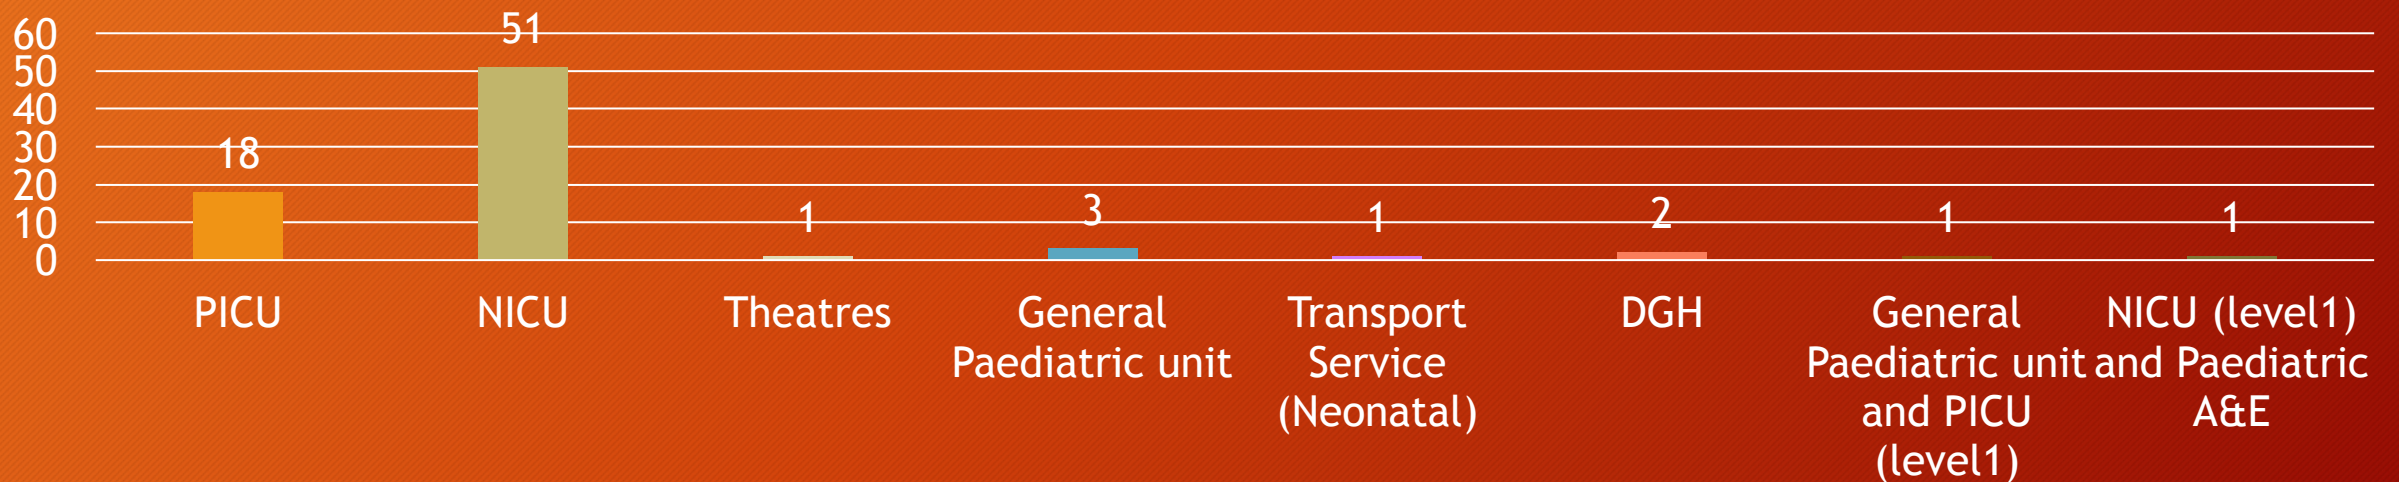 60
50
40
30
20
10
0
18
51
1
3
1
2
1
1
PICU
NICU
Theatres
General
Paediatric unit
Transport
Service
(Neonatal)
DGH
General
Paediatric unit
and PICU
(level1)
NICU (level1)
and Paediatric
A&E